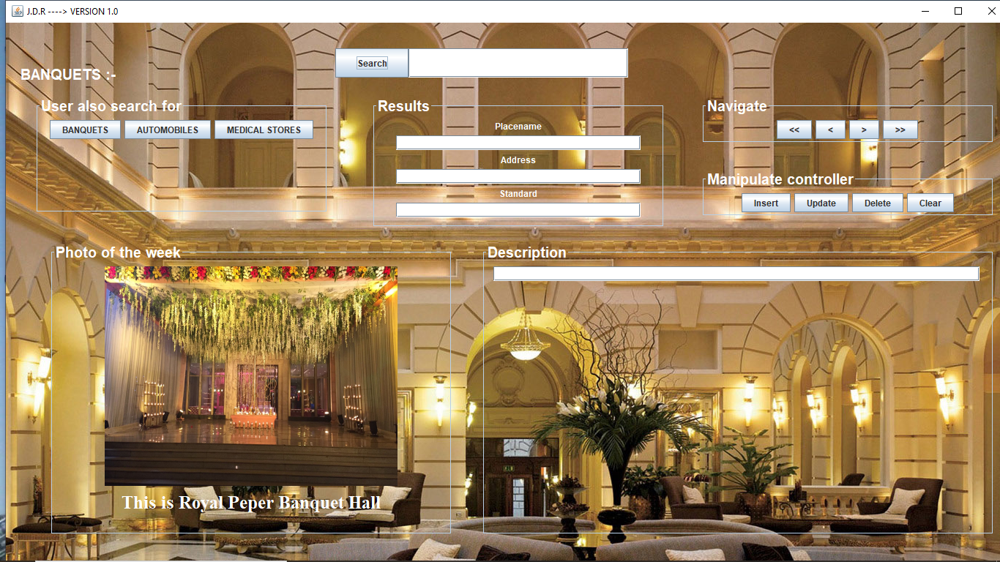 J.D.R ----> VERSION 1.0
Search
BANQUETS :-
User also search for
BANQUETS AUTOMOBILES MEDICAL STORES
Results
Placename
Address
Standard
Navigate
<< < > >>
Manipulate controller
Insert Update Delete Clear
Photo of the week
This is Royal Peper Banquet Hall
Description